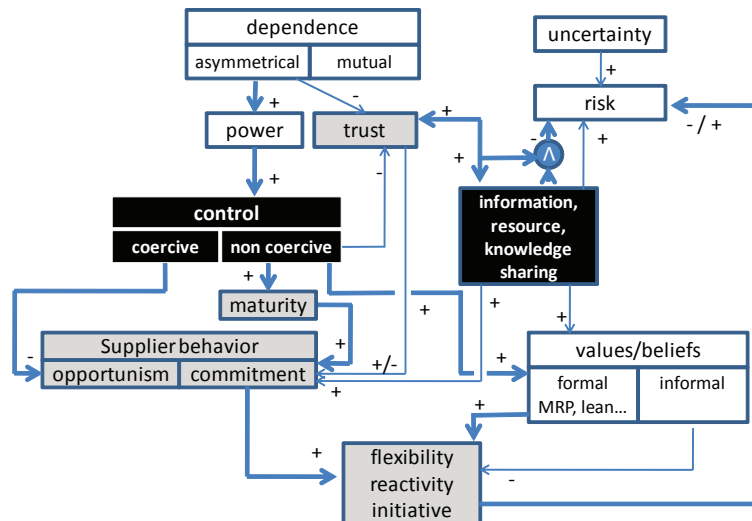 dependence
asymmetrical
mutual
uncertainty
+
-
+
+
risk
- / +
power
trust
+
-
+
Λ
+
-
control
coercive
non coercive
information,
resource,
knowledge
sharing
+
maturity
+
+
+
-
+
+/-
+
+
Supplier behavior
opportunism
commitment
values/beliefs
formal
MRP, lean...
informal
+
+
-
flexibility
reactivity
initiative